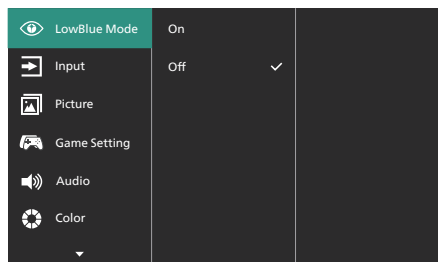 LowBlue Mode
On
Input
Off
Picture
Game Setting
Audio
Color